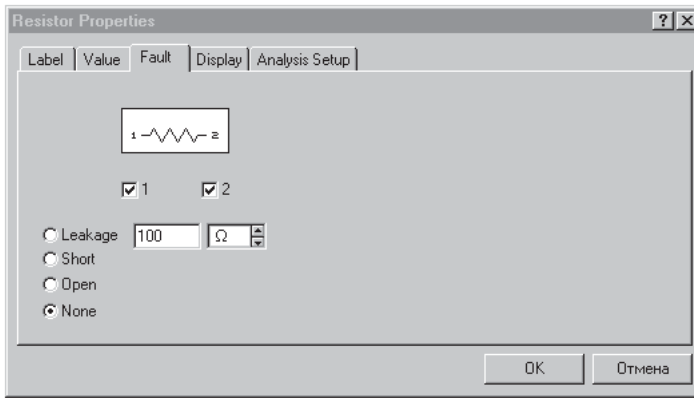 Resistor Properties
Label Value Fault Display Analysis Setup
1 2
1 2
Leakage 100 Ω
Short
Open
None
OK Отмена